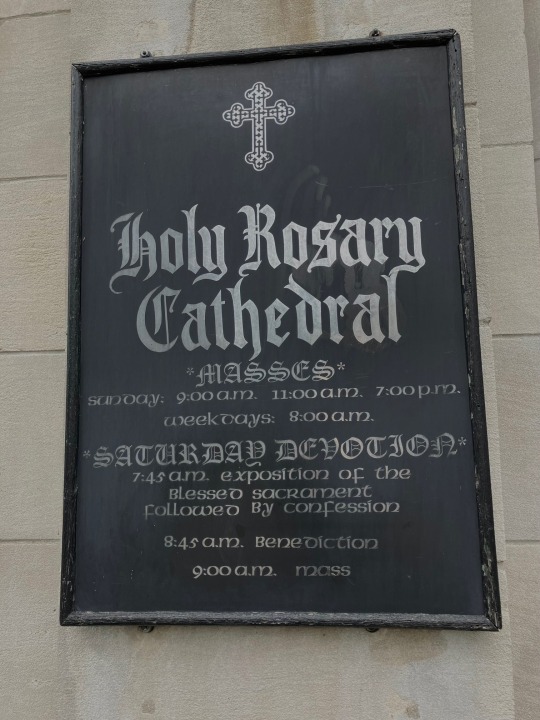 Holy Rosary
Cathedral
*MASSES*
sunday: 9:00 a.m. 11:00 a.m. 7:00 p.m.
weekdays: 8:00 a.m.
*SATURDAY DEVOTION*
7:45 a.m. exposition of the
Blessed sacrament
followed By confession
8:45 a.m. Benediction
9:00 a.m. mass